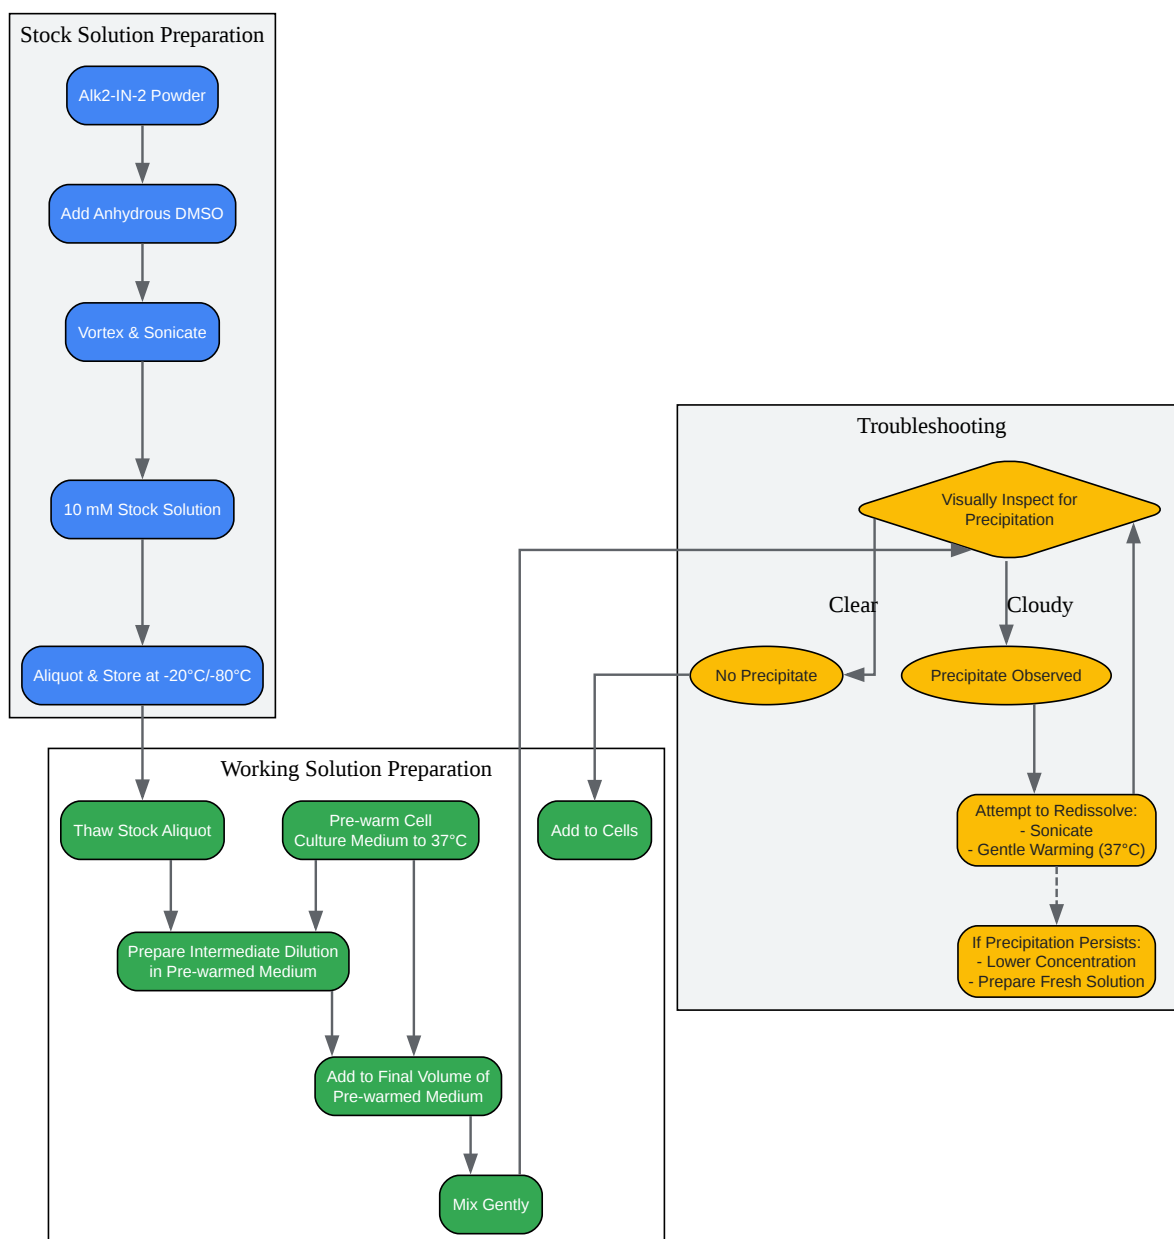 Stock Solution Preparation
Alk2-IN-2 Powder
Add Anhydrous DMSO
Vortex & Sonicate
10 mM Stock Solution
Aliquot & Store at -20°C/-80°C
Troubleshooting
Visually Inspect for
Precipitation
Clear
Cloudy
No Precipitate
Precipitate Observed
Attempt to Redissolve:
- Sonicate
- Gentle Warming (37°C)
If Precipitation Persists:
- Lower Concentration
- Prepare Fresh Solution
Working Solution Preparation
Thaw Stock Aliquot
Pre-warm Cell
Culture Medium to 37°C
Add to Cells
Prepare Intermediate Dilution
in Pre-warmed Medium
Add to Final Volume of
Pre-warmed Medium
Mix Gently